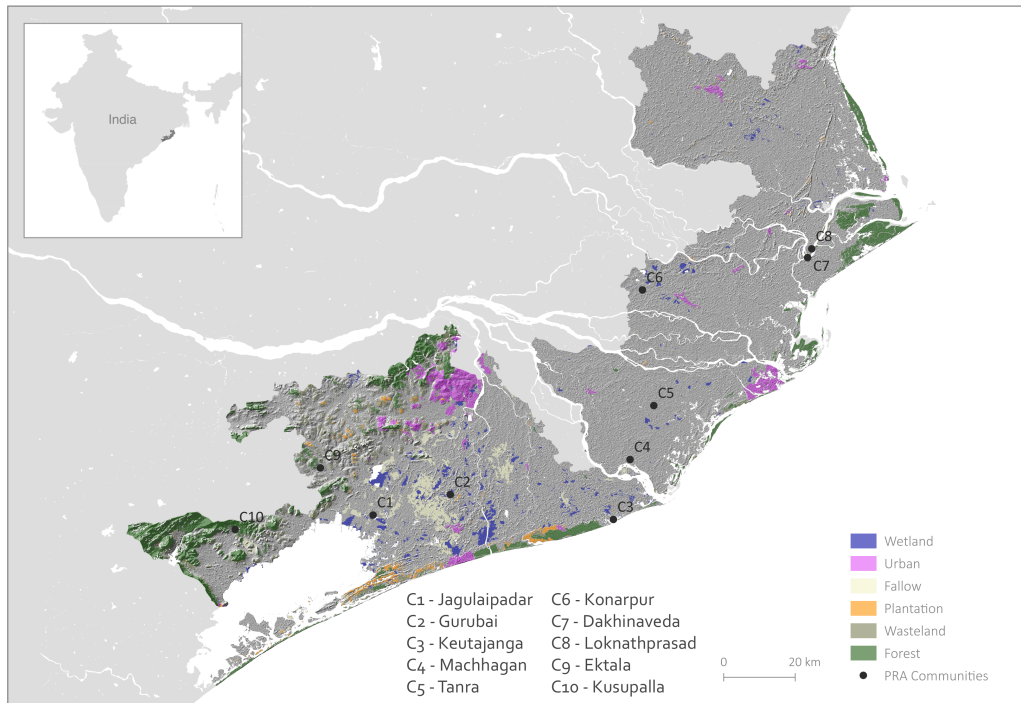 India
C8
C7
C6
C5
C4
C9
C2
C1
C3
C10
Wetland
Urban
Fallow
Plantation
Wasteland
Forest
PRA Communities
C1 - Jagulaipadar
C2 - Gurubai
C3 - Keutajanga
C4 - Machhagan
C5 - Tanra
C6 - Konarpur
C7 - Dakhinaveda
C8 - Loknathprasad
C9 - Ektala
C10 - Kusupalla
0 20 km